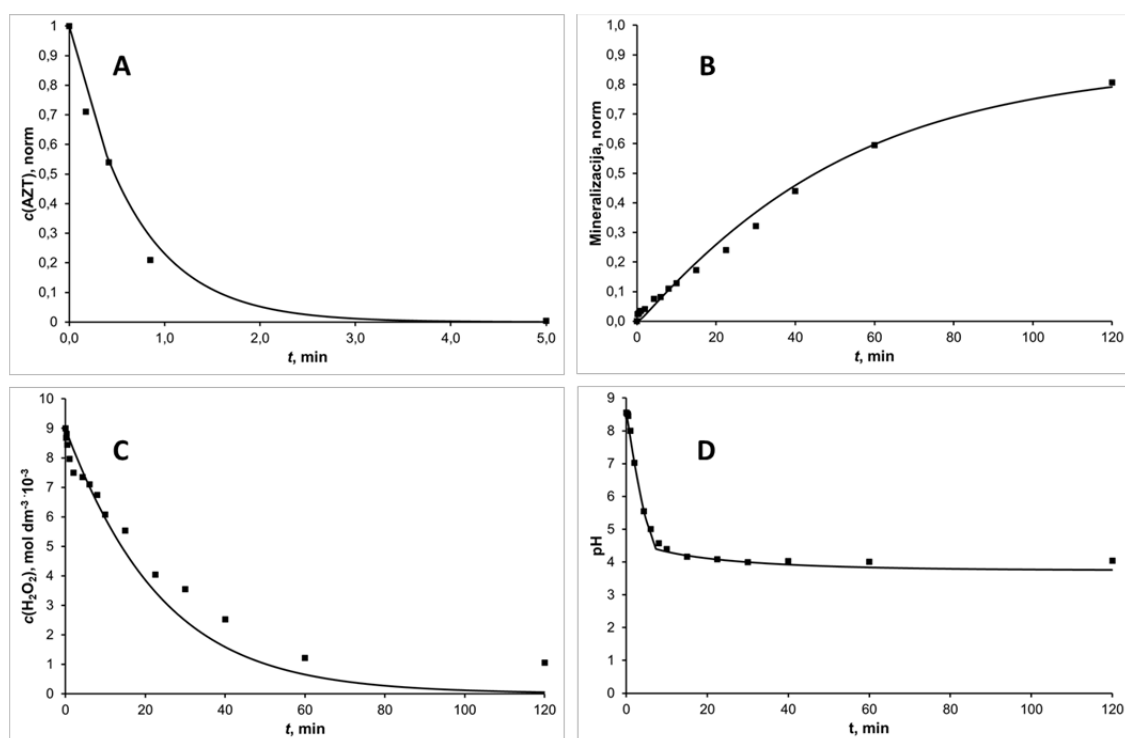 A
c(AZT), norm
1
0,9
0,8
0,7
0,6
0,5
0,4
0,3
0,2
0,1
0
0,0 1,0 2,0 3,0 4,0 5,0
t, min
B
Mineralizacija, norm
1,0
0,9
0,8
0,7
0,6
0,5
0,4
0,3
0,2
0,1
0,0
0 20 40 60 80 100 120
t, min
C
c(H₂O₂), mol dm⁻³ ·10⁻³
10
9
8
7
6
5
4
3
2
1
0
0 20 40 60 80 100 120
t, min
D
pH
9
8
7
6
5
4
3
2
1
0
0 20 40 60 80 100 120
t, min